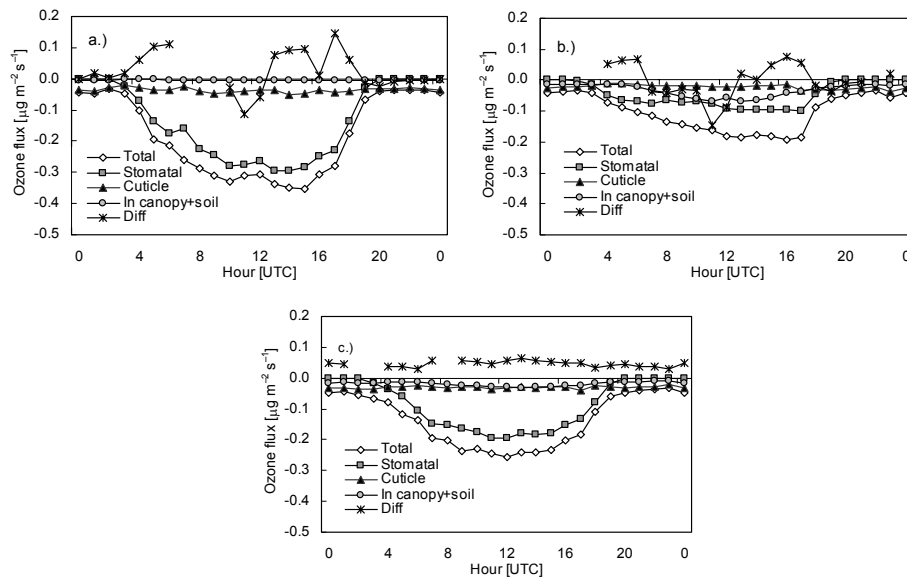 a.)
0.2
0.1
0.0
-0.1
-0.2
-0.3
-0.4
-0.5
Ozone flux [µg m⁻² s⁻¹]
Total
Stomatal
Cuticle
In canopy+soil
Diff
0 4 8 12 16 20 0
Hour [UTC]
b.)
0.2
0.1
0.0
-0.1
-0.2
-0.3
-0.4
-0.5
Ozone flux [µg m⁻² s⁻¹]
Total
Stomatal
Cuticle
In canopy+soil
Diff
0 4 8 12 16 20 0
Hour [UTC]
c.)
0.2
0.1
0.0
-0.1
-0.2
-0.3
-0.4
-0.5
Ozone flux [µg m⁻² s⁻¹]
Total
Stomatal
Cuticle
In canopy+soil
Diff
0 4 8 12 16 20 0
Hour [UTC]